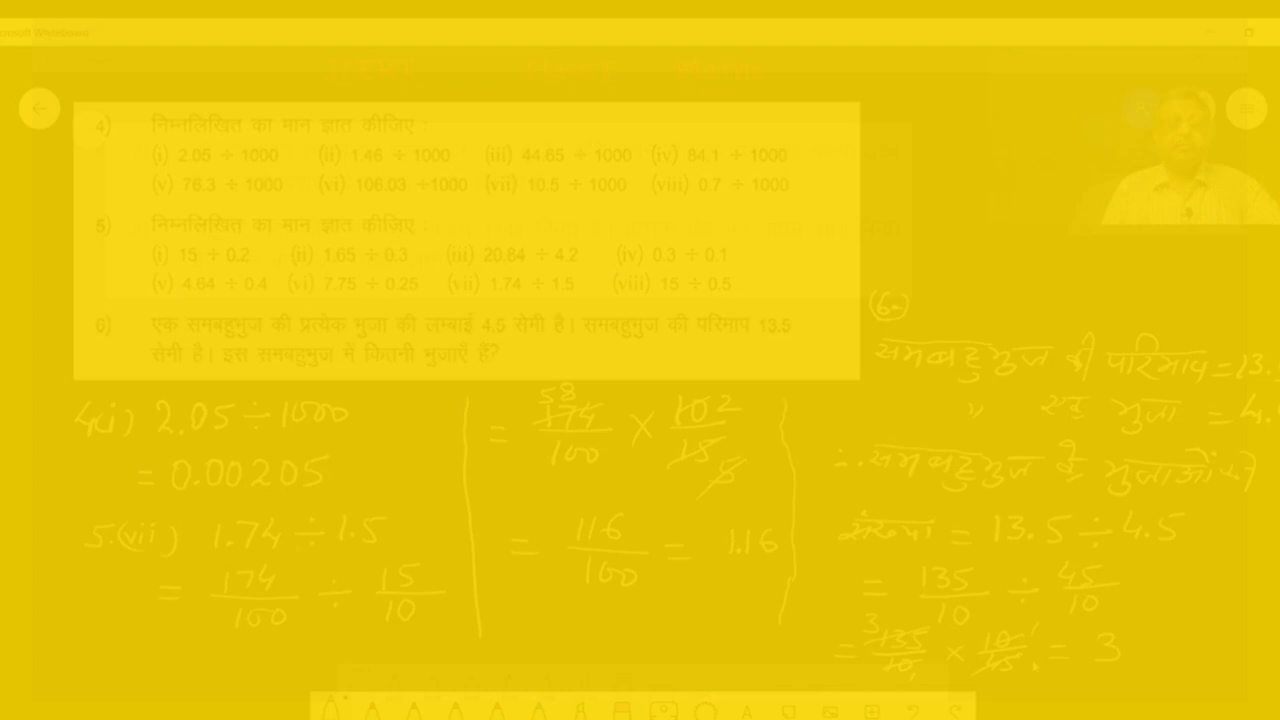 4) निम्नलिखित का मान ज्ञात कीजिए :
(i) 2.05 ÷ 1000 (ii) 1.46 ÷ 1000 (iii) 44.65 ÷ 1000 (iv) 84.1 ÷ 1000
(v) 76.3 ÷ 1000 (vi) 106.03 ÷1000 (vii) 10.5 ÷ 1000 (viii) 0.7 ÷ 1000
5) निम्नलिखित का मान ज्ञात कीजिए :
(i) 15 ÷ 0.2 (ii) 1.65 ÷ 0.3 (iii) 20.84 ÷ 4.2 (iv) 0.3 ÷ 0.1
(v) 4.64 ÷ 0.4 (vi) 7.75 ÷ 0.25 (vii) 1.74 ÷ 1.5 (viii) 15 ÷ 0.5
6) एक समबहुभुज की प्रत्येक भुजा की लम्बाई 4.5 सेमी है। समबहुभुज की परिमाप 13.5
सेमी है। इस समबहुभुज में कितनी भुजाएँ हैं?
4(i) 2.05 ÷ 1000
= 0.00205
5.(vii) 1.74 ÷ 1.5
= 174/100 ÷ 15/10
= 174/100 × 10/15
58 2 5
= 116/100 = 1.16
(6-)
समबहुभुज की परिमाप = 13.
" एक भुजा = 4.
∴ समबहुभुज के भुजाओं की
संख्या = 13.5 ÷ 4.5
= 135/10 ÷ 45/10
= 135/10 × 10/45 = 3